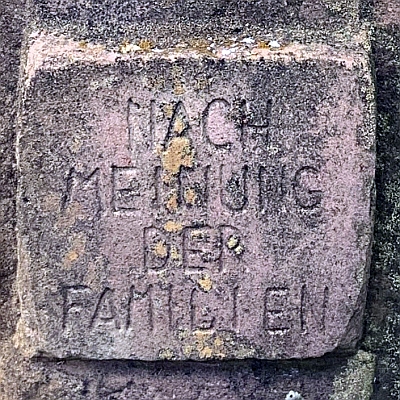 NACH
MEINUNG
DER
FAMILIEN